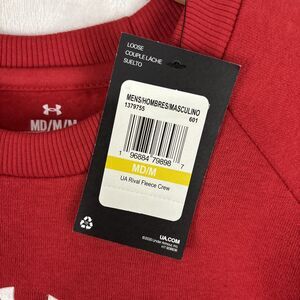 LOOSE
COUPLE LÂCHE
SUELTO
MENS/HOMBRES/MASCULINO
1379755
601
1 96884 79898 7
MD/M
UA Rival Fleece Crew
UA.COM
MD/M/M